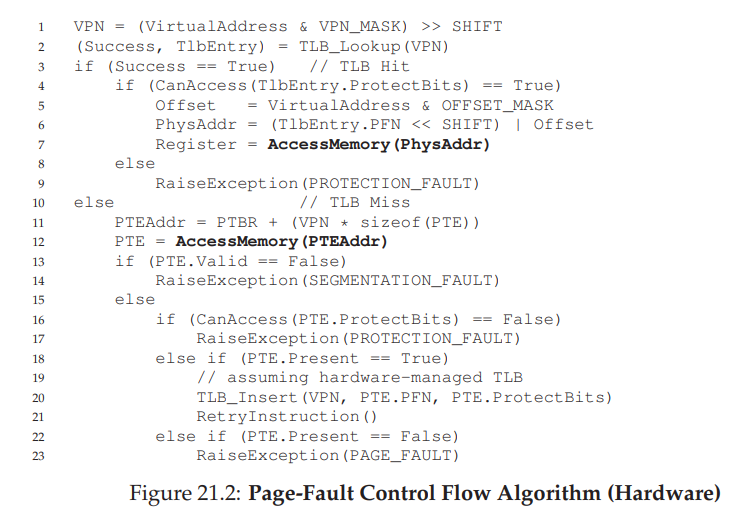 1 VPN = (VirtualAddress & VPN_MASK) >> SHIFT
2 (Success, TlbEntry) = TLB_Lookup(VPN)
3 if (Success == True) // TLB Hit
4 if (CanAccess(TlbEntry.ProtectBits) == True)
5 Offset = VirtualAddress & OFFSET_MASK
6 PhysAddr = (TlbEntry.PFN << SHIFT) | Offset
7 Register = AccessMemory(PhysAddr)
8 else
9 RaiseException(PROTECTION_FAULT)
10 else // TLB Miss
11 PTEAddr = PTBR + (VPN * sizeof(PTE))
12 PTE = AccessMemory(PTEAddr)
13 if (PTE.Valid == False)
14 RaiseException(SEGMENTATION_FAULT)
15 else
16 if (CanAccess(PTE.ProtectBits) == False)
17 RaiseException(PROTECTION_FAULT)
18 else if (PTE.Present == True)
19 // assuming hardware-managed TLB
20 TLB_Insert(VPN, PTE.PFN, PTE.ProtectBits)
21 RetryInstruction()
22 else if (PTE.Present == False)
23 RaiseException(PAGE_FAULT)
Figure 21.2: Page-Fault Control Flow Algorithm (Hardware)